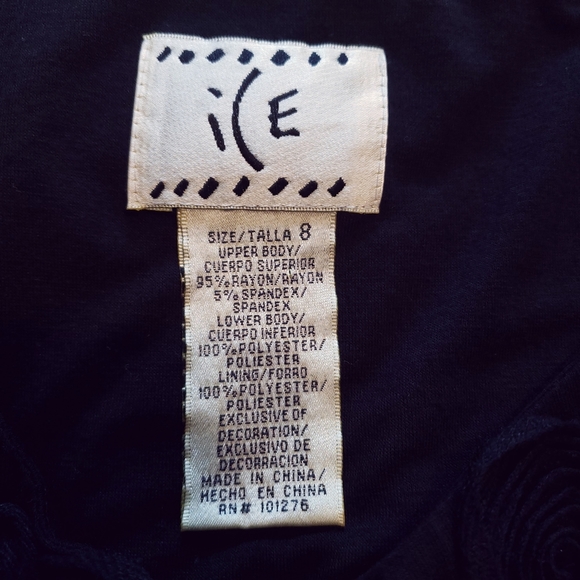 iCE
SIZE/TALLA 8
UPPER BODY/
CUERPO SUPERIOR
95%RAYON/RAYON
5% SPANDEX/
SPANDEX
LOWER BODY/
CUERPO INFERIOR
100%POLYESTER/
POLIESTER
LINING/FORRO
100%POLYESTER/
POLIESTER
EXCLUSIVE OF
DECORATION/
EXCLUSIVO DE
DECORRACION
MADE IN CHINA/
HECHO EN CHINA
RN# 101276